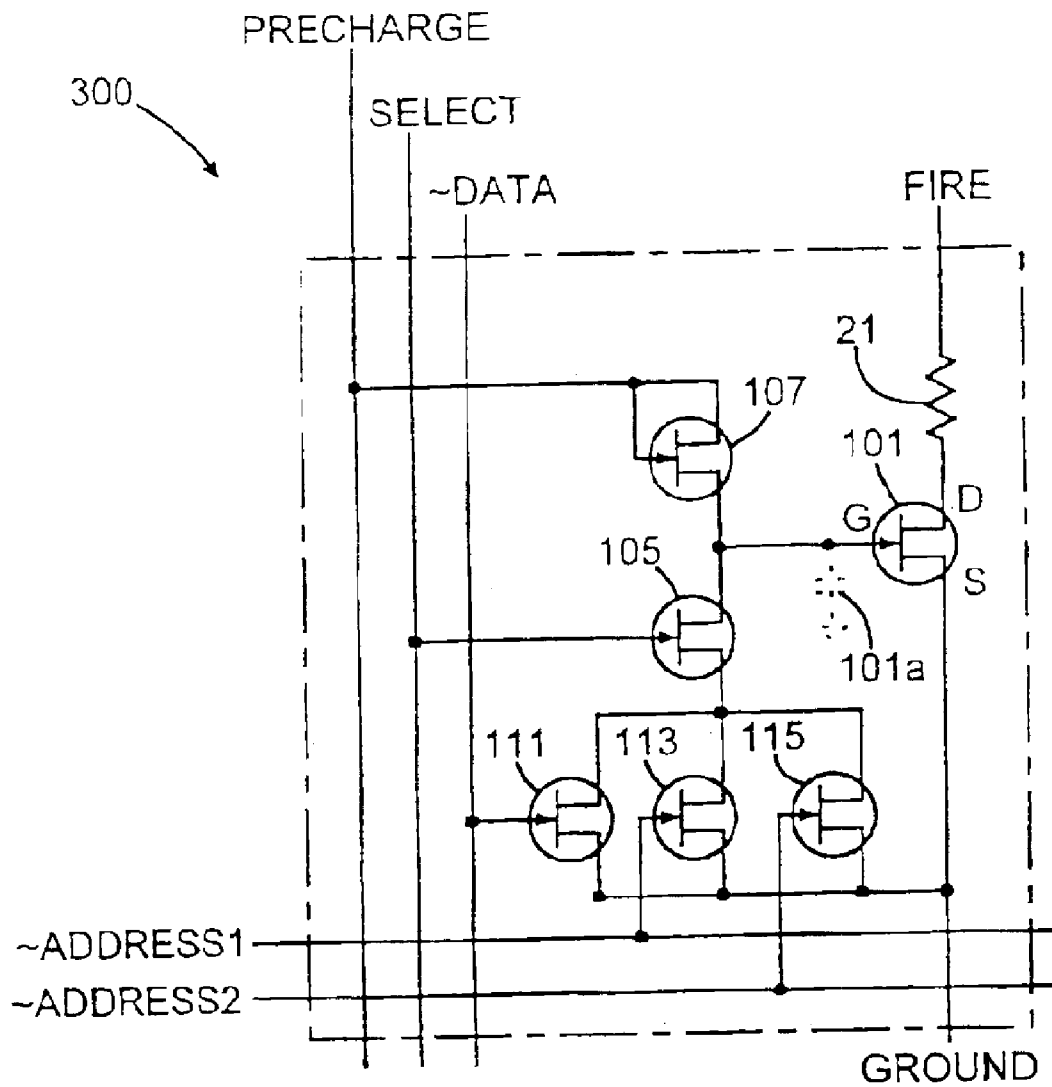 PRECHARGE
300
SELECT
~DATA
FIRE
21
107
101
D
G
105
S
101a
111
113
115
~ADDRESS1
~ADDRESS2
GROUND